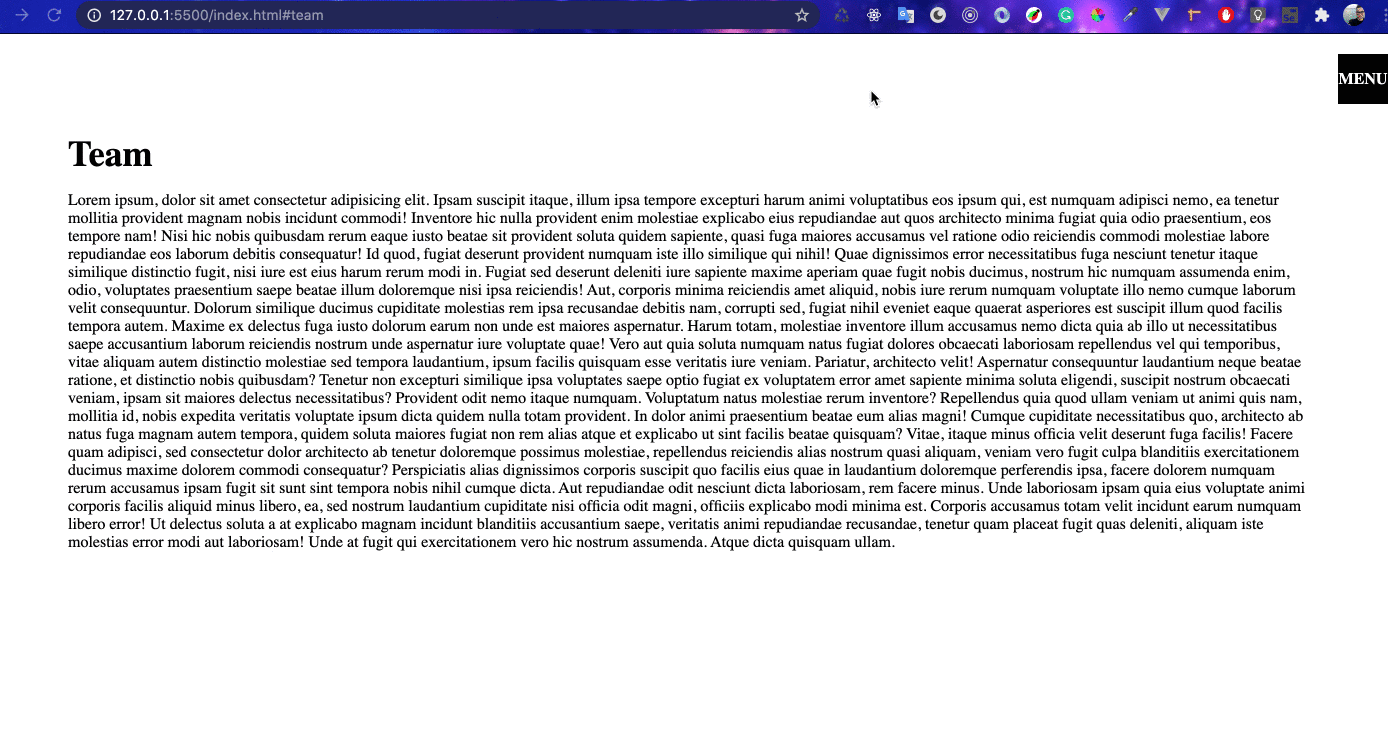 127.0.0.1:5500/index.html#team
MENU
Team
Lorem ipsum, dolor sit amet consectetur adipisicing elit. Ipsam suscipit itaque, illum ipsa tempore excepturi harum animi voluptatibus eos ipsum qui, est numquam adipisci nemo, ea tenetur
mollitia provident magnam nobis incidunt commodi! Inventore hic nulla provident enim molestiae explicabo eius repudiandae aut quos architecto minima fugiat quia odio praesentium, eos
tempore nam! Nisi hic nobis quibusdam rerum eaque iusto beatae sit provident soluta quidem sapiente, quasi fuga maiores accusamus vel ratione odio reiciendis commodi molestiae labore
repudiandae eos laborum debitis consequatur! Id quod, fugiat deserunt provident numquam iste illo similique qui nihil! Quae dignissimos error necessitatibus fuga nesciunt tenetur itaque
similique distinctio fugit, nisi iure est eius harum rerum modi in. Fugiat sed deserunt deleniti iure sapiente maxime aperiam quae fugit nobis ducimus, nostrum hic numquam assumenda enim,
odio, voluptates praesentium saepe beatae illum doloremque nisi ipsa reiciendis! Aut, corporis minima reiciendis amet aliquid, nobis iure rerum numquam voluptate illo nemo cumque laborum
velit consequuntur. Dolorum similique ducimus cupiditate molestias rem ipsa recusandae debitis nam, corrupti sed, fugiat nihil eveniet eaque quaerat asperiores est suscipit illum quod facilis
tempora autem. Maxime ex delectus fuga iusto dolorum earum non unde est maiores aspernatur. Harum totam, molestiae inventore illum accusamus nemo dicta quia ab illo ut necessitatibus
saepe accusantium laborum reiciendis nostrum unde aspernatur iure voluptate quae! Vero aut quia soluta numquam natus fugiat dolores obcaecati laboriosam repellendus vel qui temporibus,
vitae aliquam autem distinctio molestiae sed tempora laudantium, ipsum facilis quisquam esse veritatis iure veniam. Pariatur, architecto velit! Aspernatur consequuntur laudantium neque beatae
ratione, et distinctio nobis quibusdam? Tenetur non excepturi similique ipsa voluptates saepe optio fugiat ex voluptatem error amet sapiente minima soluta eligendi, suscipit nostrum obcaecati
veniam, ipsam sit maiores delectus necessitatibus? Provident odit nemo itaque numquam. Voluptatum natus molestiae rerum inventore? Repellendus quia quod ullam veniam ut animi quis nam,
mollitia id, nobis expedita veritatis voluptate ipsum dicta quidem nulla totam provident. In dolor animi praesentium beatae eum alias magni! Cumque cupiditate necessitatibus quo, architecto ab
natus fuga magnam autem tempora, quidem soluta maiores fugiat non rem alias atque et explicabo ut sint facilis beatae quisquam? Vitae, itaque minus officia velit deserunt fuga facilis! Facere
quam adipisci, sed consectetur dolor architecto ab tenetur doloremque possimus molestiae, repellendus reiciendis alias nostrum quasi aliquam, veniam vero fugit culpa blanditiis exercitationem
ducimus maxime dolorem commodi consequatur? Perspiciatis alias dignissimos corporis suscipit quo facilis eius quae in laudantium doloremque perferendis ipsa, facere dolorem numquam
rerum accusamus ipsam fugit sit sunt sint tempora nobis nihil cumque dicta. Aut repudiandae odit nesciunt dicta laboriosam, rem facere minus. Unde laboriosam ipsam quia eius voluptate animi
corporis facilis aliquid minus libero, ea, sed nostrum laudantium cupiditate nisi officia odit magni, officiis explicabo modi minima est. Corporis accusamus totam velit incidunt earum numquam
libero error! Ut delectus soluta a at explicabo magnam incidunt blanditiis accusantium saepe, veritatis animi repudiandae recusandae, tenetur quam placeat fugit quas deleniti, aliquam iste
molestias error modi aut laboriosam! Unde at fugit qui exercitationem vero hic nostrum assumenda. Atque dicta quisquam ullam.